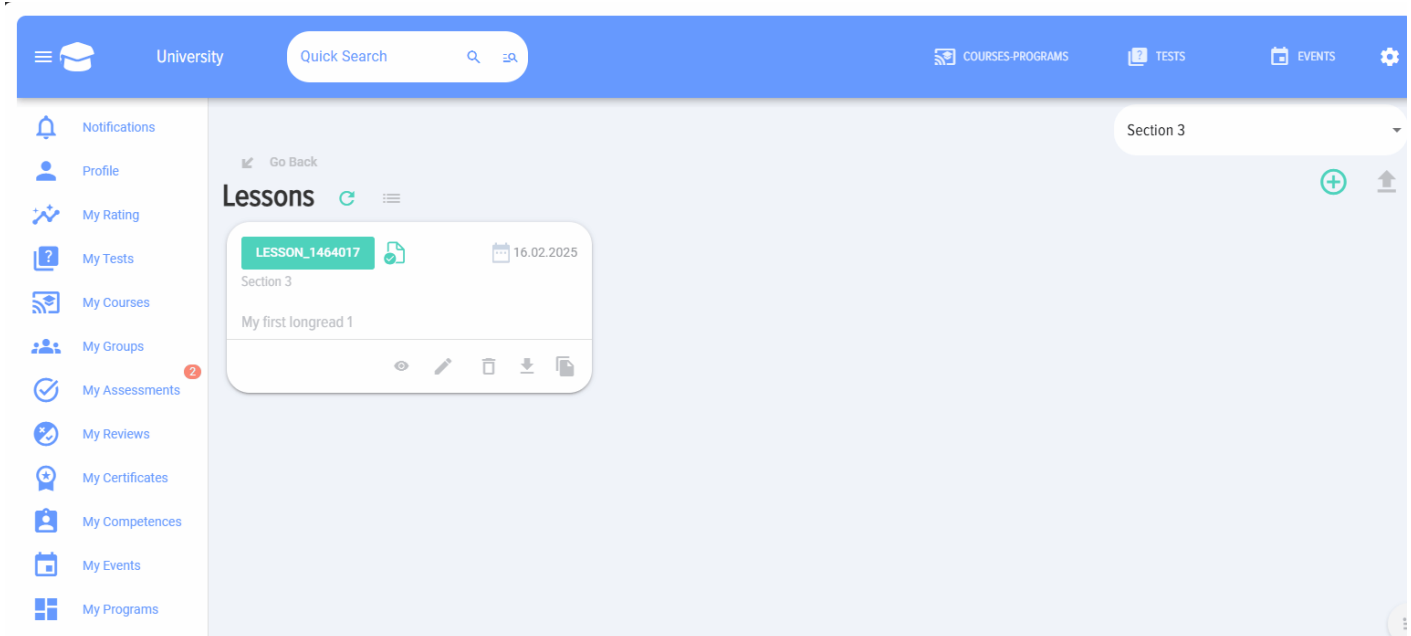 University
Quick Search
COURSES-PROGRAMS
? TESTS
EVENTS
Notifications
Profile
My Rating
? My Tests
My Courses
My Groups
2
My Assessments
My Reviews
My Certificates
My Competences
My Events
My Programs
Section 3
Go Back
Lessons
LESSON_1464017
16.02.2025
Section 3
My first longread 1